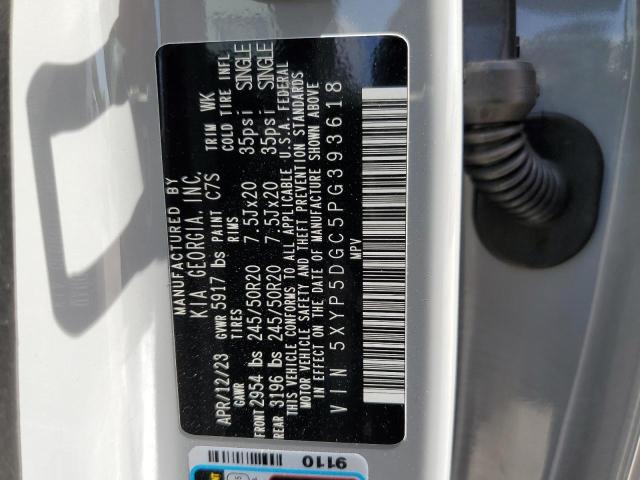 MANUFACTURED BY
KIA GEORGIA, INC.
APR/12/23 GVWR 5917 lbs PAINT C7S TRIM WK
GAWR TIRES RIMS COLD TIRE INFL
FRONT 2954 lbs 245/50R20 7.5Jx20 35psi SINGLE
REAR 3196 lbs 245/50R20 7.5Jx20 35psi SINGLE
THIS VEHICLE CONFORMS TO ALL APPLICABLE U.S.A. FEDERAL
MOTOR VEHICLE SAFETY AND THEFT PREVENTION STANDARDS
IN EFFECT ON THE DATE OF MANUFACTURE SHOWN ABOVE
MPV
VIN 5XYP5DGC5PG393618
9110